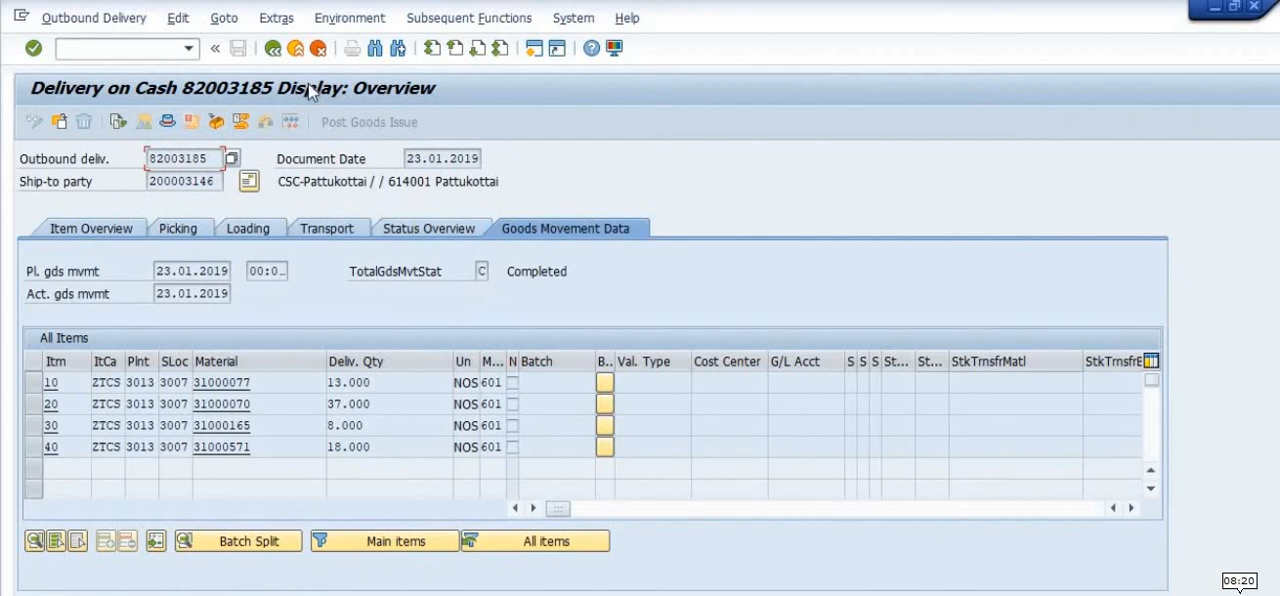 Outbound Delivery Edit Goto Extras Environment Subsequent Functions System Help
Delivery on Cash 82003185 Display: Overview
Post Goods Issue
Outbound deliv. 82003185 Document Date 23.01.2019
Ship-to party 200003146 CSC-Pattukottai / / 614001 Pattukottai
Item Overview Picking Loading Transport Status Overview Goods Movement Data
Pl. gds mvmt 23.01.2019 00:0.. TotalGdsMvtStat C Completed
Act. gds mvmt 23.01.2019
All Items
Itm ItCa Plnt SLoc Material Deliv. Qty Un M... N Batch B.. Val. Type Cost Center G/L Acct S S S St... St... StkTrnsfrMatl StkTrnsfrE
10 ZTCS 3013 3007 31000077 13.000 NOS 601
20 ZTCS 3013 3007 31000070 37.000 NOS 601
30 ZTCS 3013 3007 31000165 8.000 NOS 601
40 ZTCS 3013 3007 31000571 18.000 NOS 601
Batch Split Main items All items
08:20